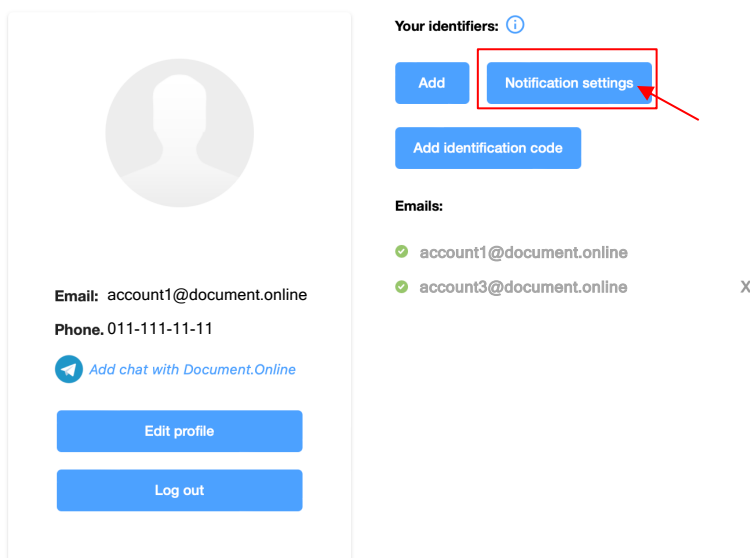 Your identifiers:
Add
Notification settings
Add identification code
Emails:
account1@document.online
account3@document.online X
Email: account1@document.online
Phone. 011-111-11-11
Add chat with Document.Online
Edit profile
Log out